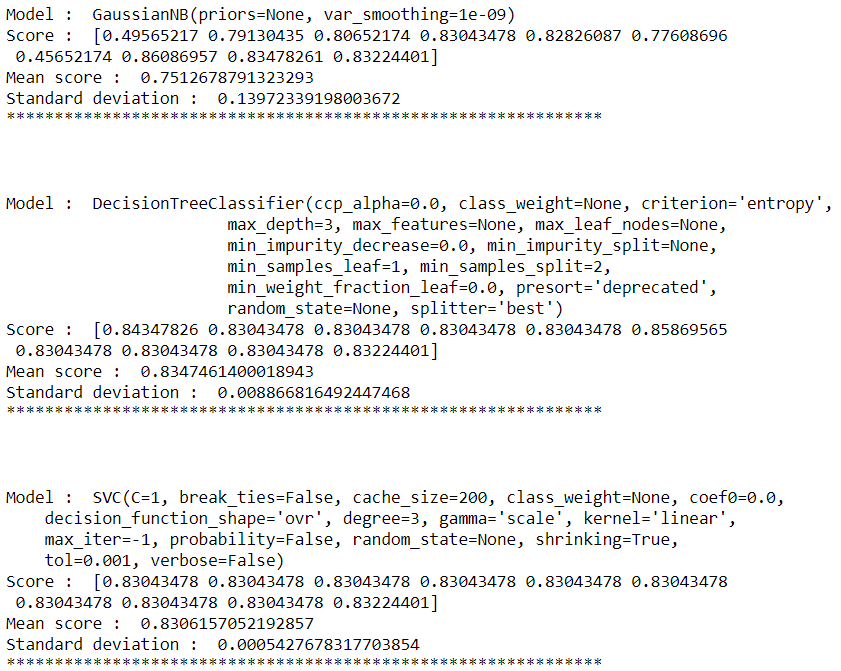 Model :  GaussianNB(priors=None, var_smoothing=1e-09)
Score :  [0.49565217 0.79130435 0.80652174 0.83043478 0.82826087 0.77608696
 0.45652174 0.86086957 0.83478261 0.83224401]
Mean score :  0.7512678791323293
Standard deviation :  0.13972339198003672
**************************************************************
Model :  DecisionTreeClassifier(ccp_alpha=0.0, class_weight=None, criterion='entropy',
                       max_depth=3, max_features=None, max_leaf_nodes=None,
                       min_impurity_decrease=0.0, min_impurity_split=None,
                       min_samples_leaf=1, min_samples_split=2,
                       min_weight_fraction_leaf=0.0, presort='deprecated',
                       random_state=None, splitter='best')
Score :  [0.84347826 0.83043478 0.83043478 0.83043478 0.83043478 0.85869565
 0.83043478 0.83043478 0.83043478 0.83224401]
Mean score :  0.8347461400018943
Standard deviation :  0.008866816492447468
**************************************************************
Model :  SVC(C=1, break_ties=False, cache_size=200, class_weight=None, coef0=0.0,
    decision_function_shape='ovr', degree=3, gamma='scale', kernel='linear',
    max_iter=-1, probability=False, random_state=None, shrinking=True,
    tol=0.001, verbose=False)
Score :  [0.83043478 0.83043478 0.83043478 0.83043478 0.83043478 0.83043478
 0.83043478 0.83043478 0.83043478 0.83224401]
Mean score :  0.8306157052192857
Standard deviation :  0.0005427678317703854
**************************************************************